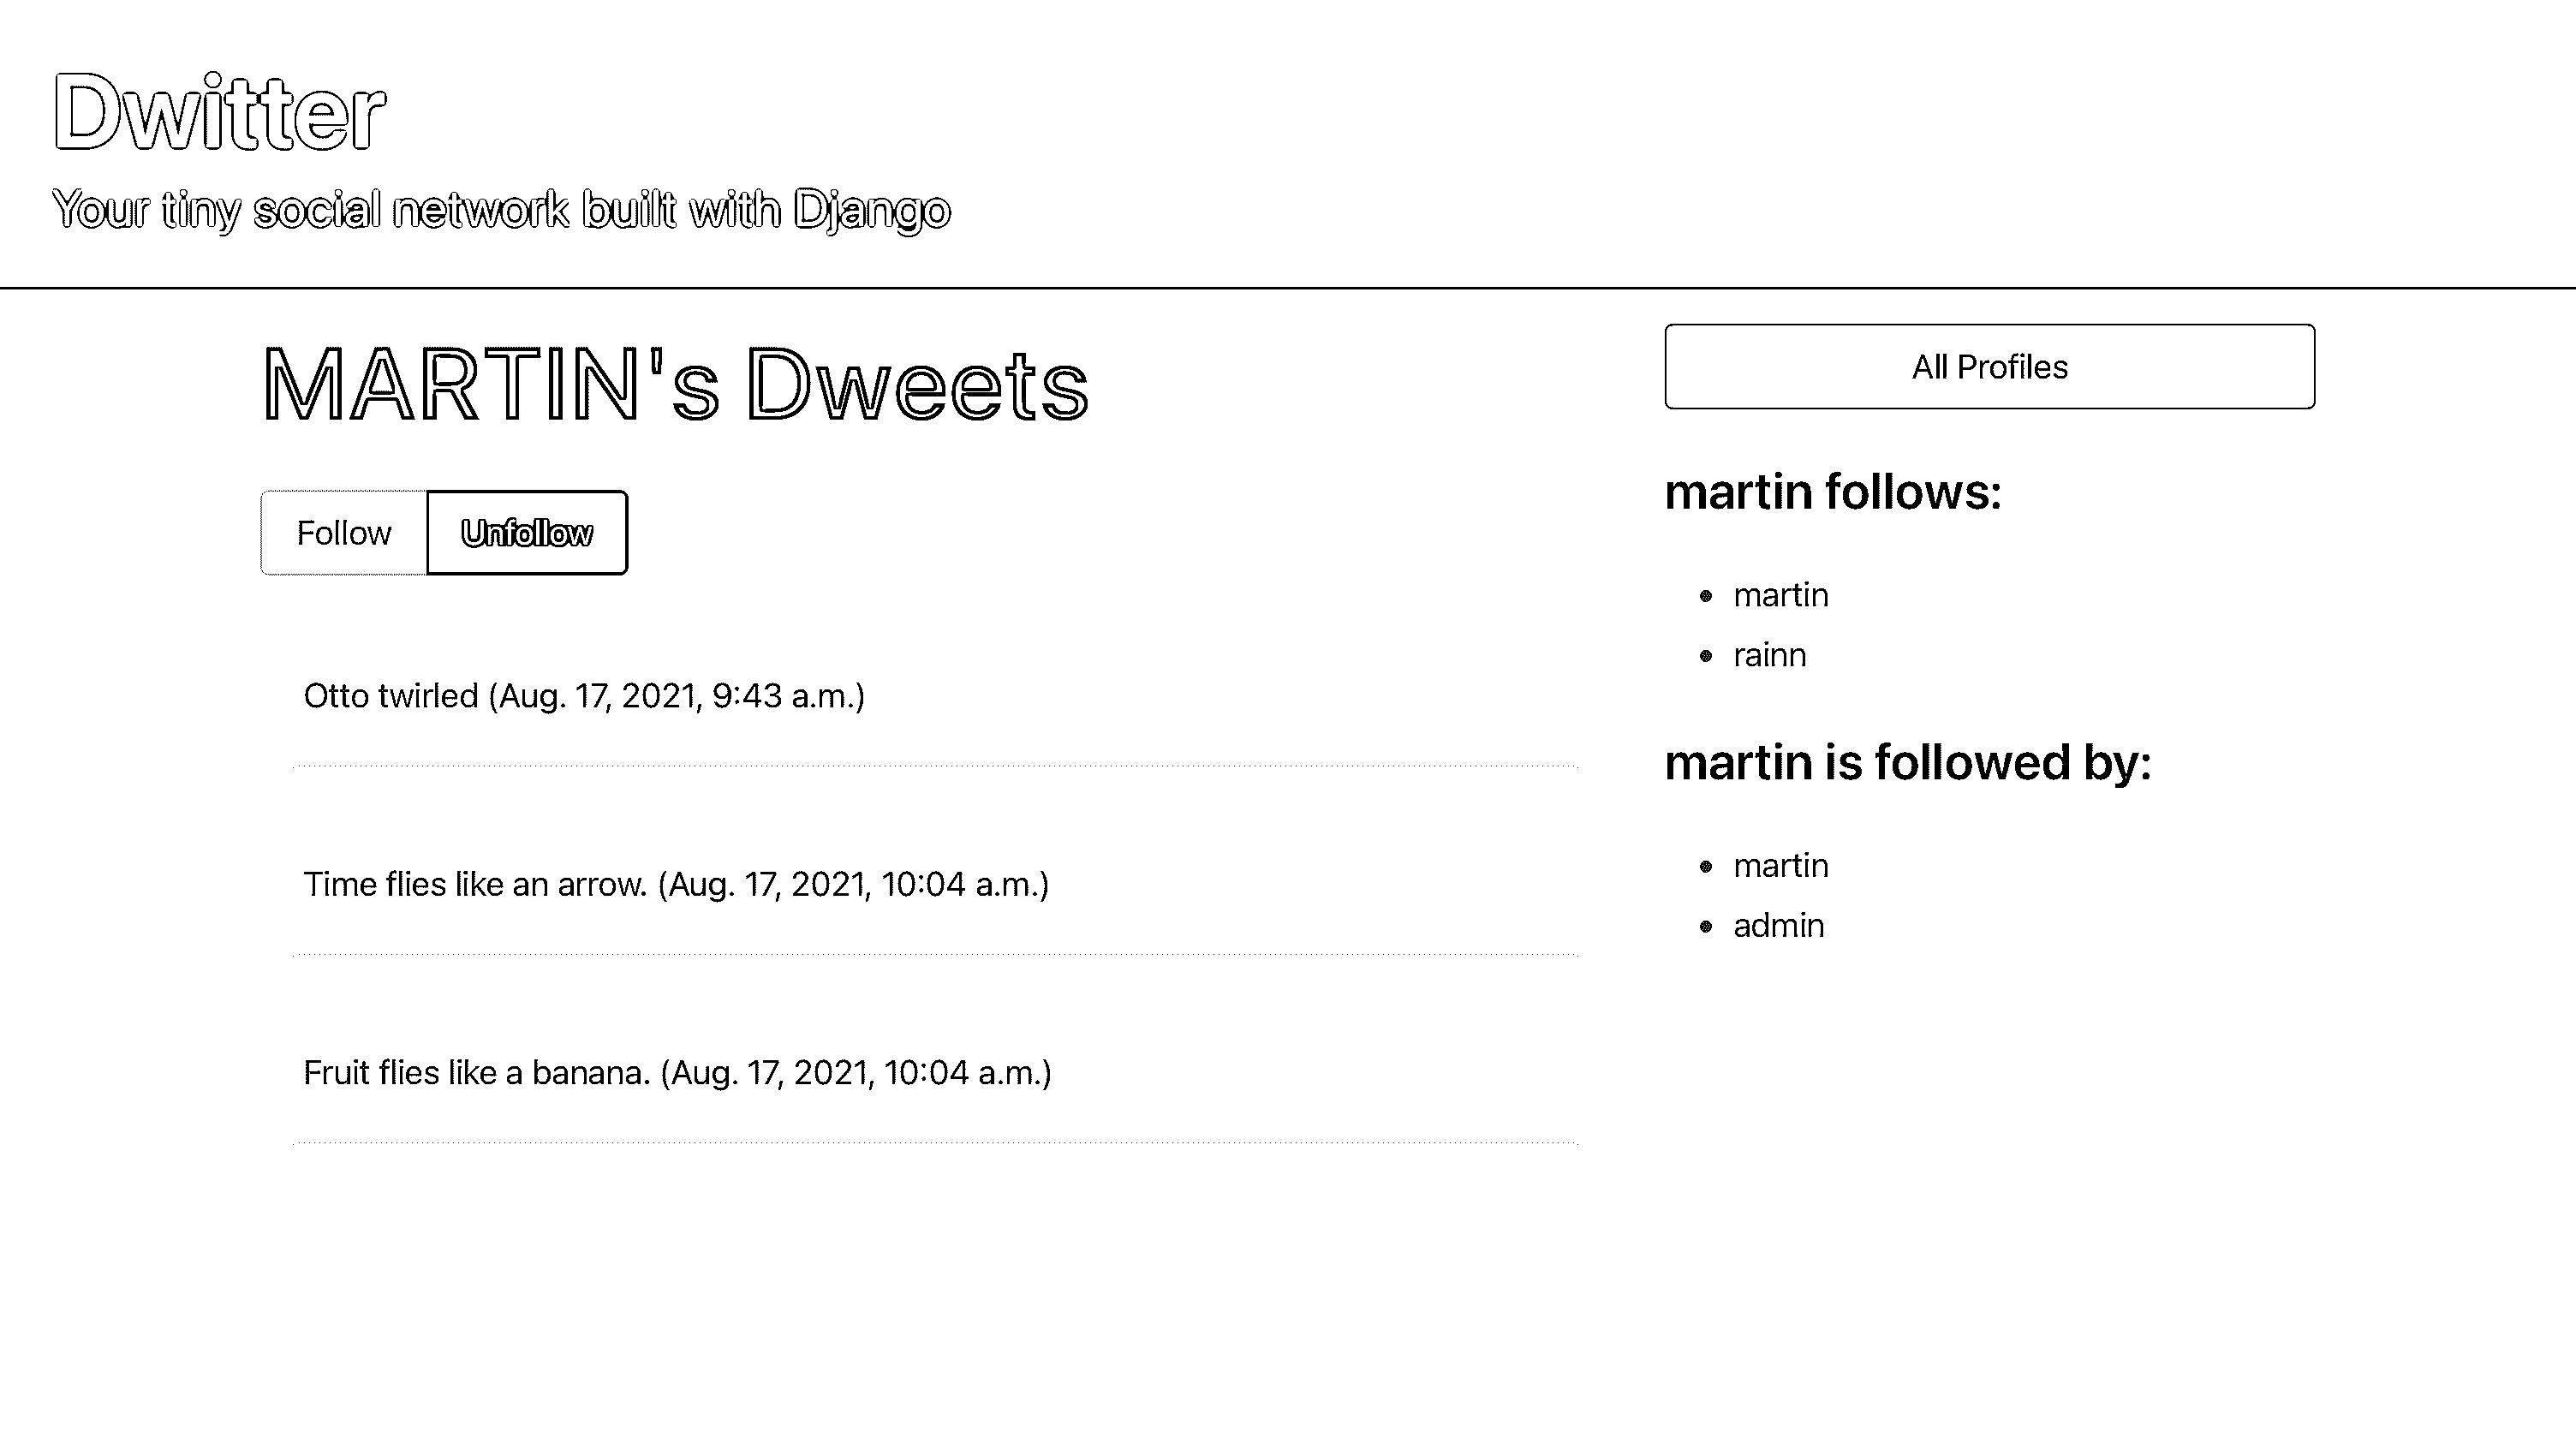 Dwitter
Your tiny social network built with Django
MARTIN's Dweets
Follow
Unfollow
Otto twirled (Aug. 17, 2021, 9:43 a.m.)
Time flies like an arrow. (Aug. 17, 2021, 10:04 a.m.)
Fruit flies like a banana. (Aug. 17, 2021, 10:04 a.m.)
All Profiles
martin follows:
martin
rainn
martin is followed by:
martin
admin